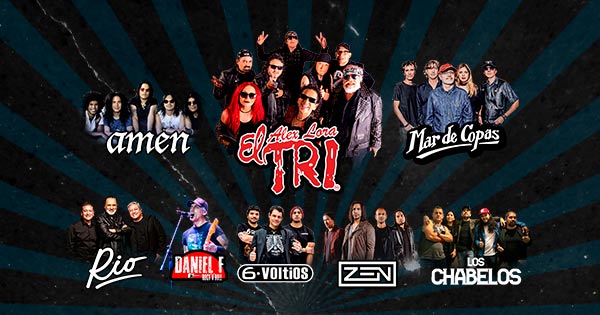 amen
El Alex Lora
TRI
Mar de Copas
Rio
DANIEL F
6·VOLTIOS
ZEN
LOS
CHABELOS